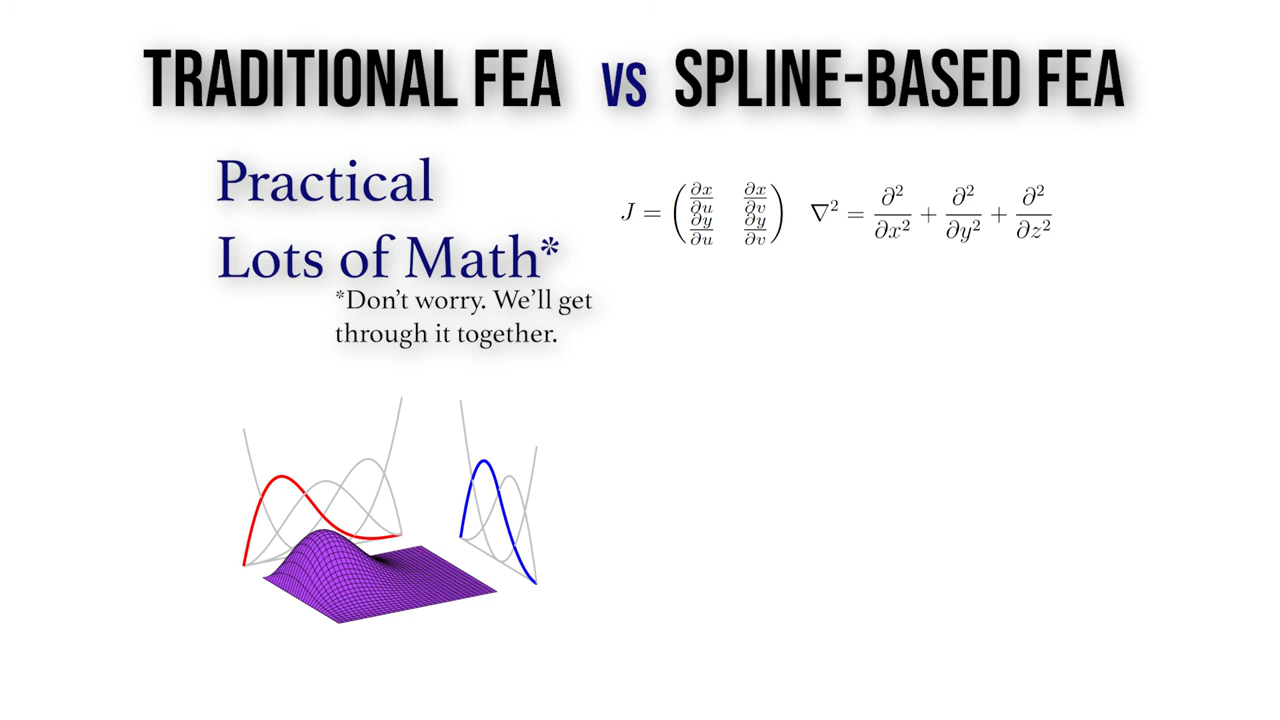 TRADITIONAL FEA VS SPLINE-BASED FEA
Practical
Lots of Math*
*Don't worry. We'll get
through it together.
J = ( ∂x/∂u ∂x/∂v ∂y/∂u ∂y/∂v ) ∇² = ∂²/∂x² + ∂²/∂y² + ∂²/∂z²